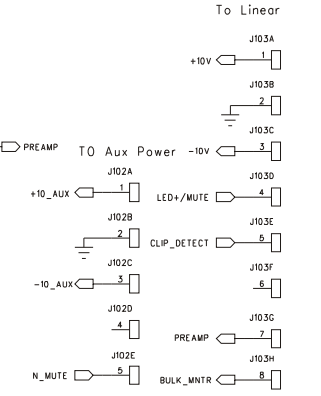 To Linear
J103A
+10V 1
J103B
2
J103C
-10V 3
J103D
LED+/MUTE 4
J103E
CLIP_DETECT 5
J103F
6
J103G
PREAMP 7
J103H
BULK_MNTR 8
PREAMP
TO Aux Power
J102A
+10_AUX 1
J102B
2
J102C
-10_AUX 3
J102D
4
J102E
N_MUTE 5